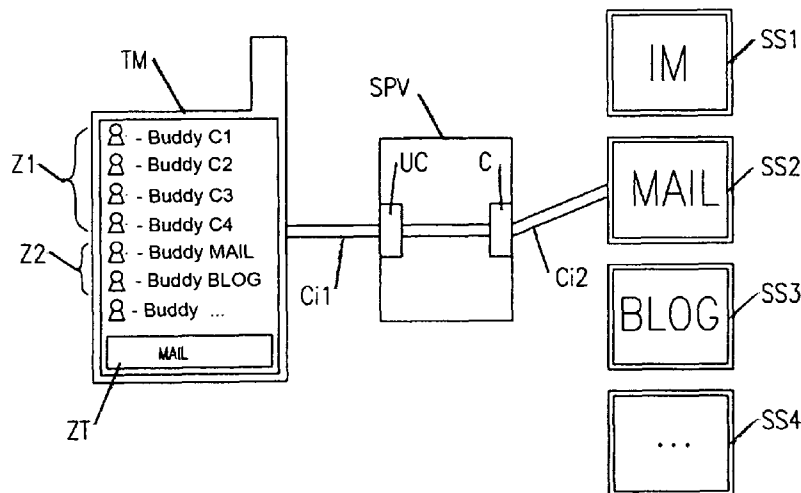 TM
Z1
Z2
- Buddy C1
- Buddy C2
- Buddy C3
- Buddy C4
- Buddy MAIL
- Buddy BLOG
- Buddy ...
MAIL
ZT
Ci1
SPV
UC
C
Ci2
IM
SS1
MAIL
SS2
BLOG
SS3
...
SS4